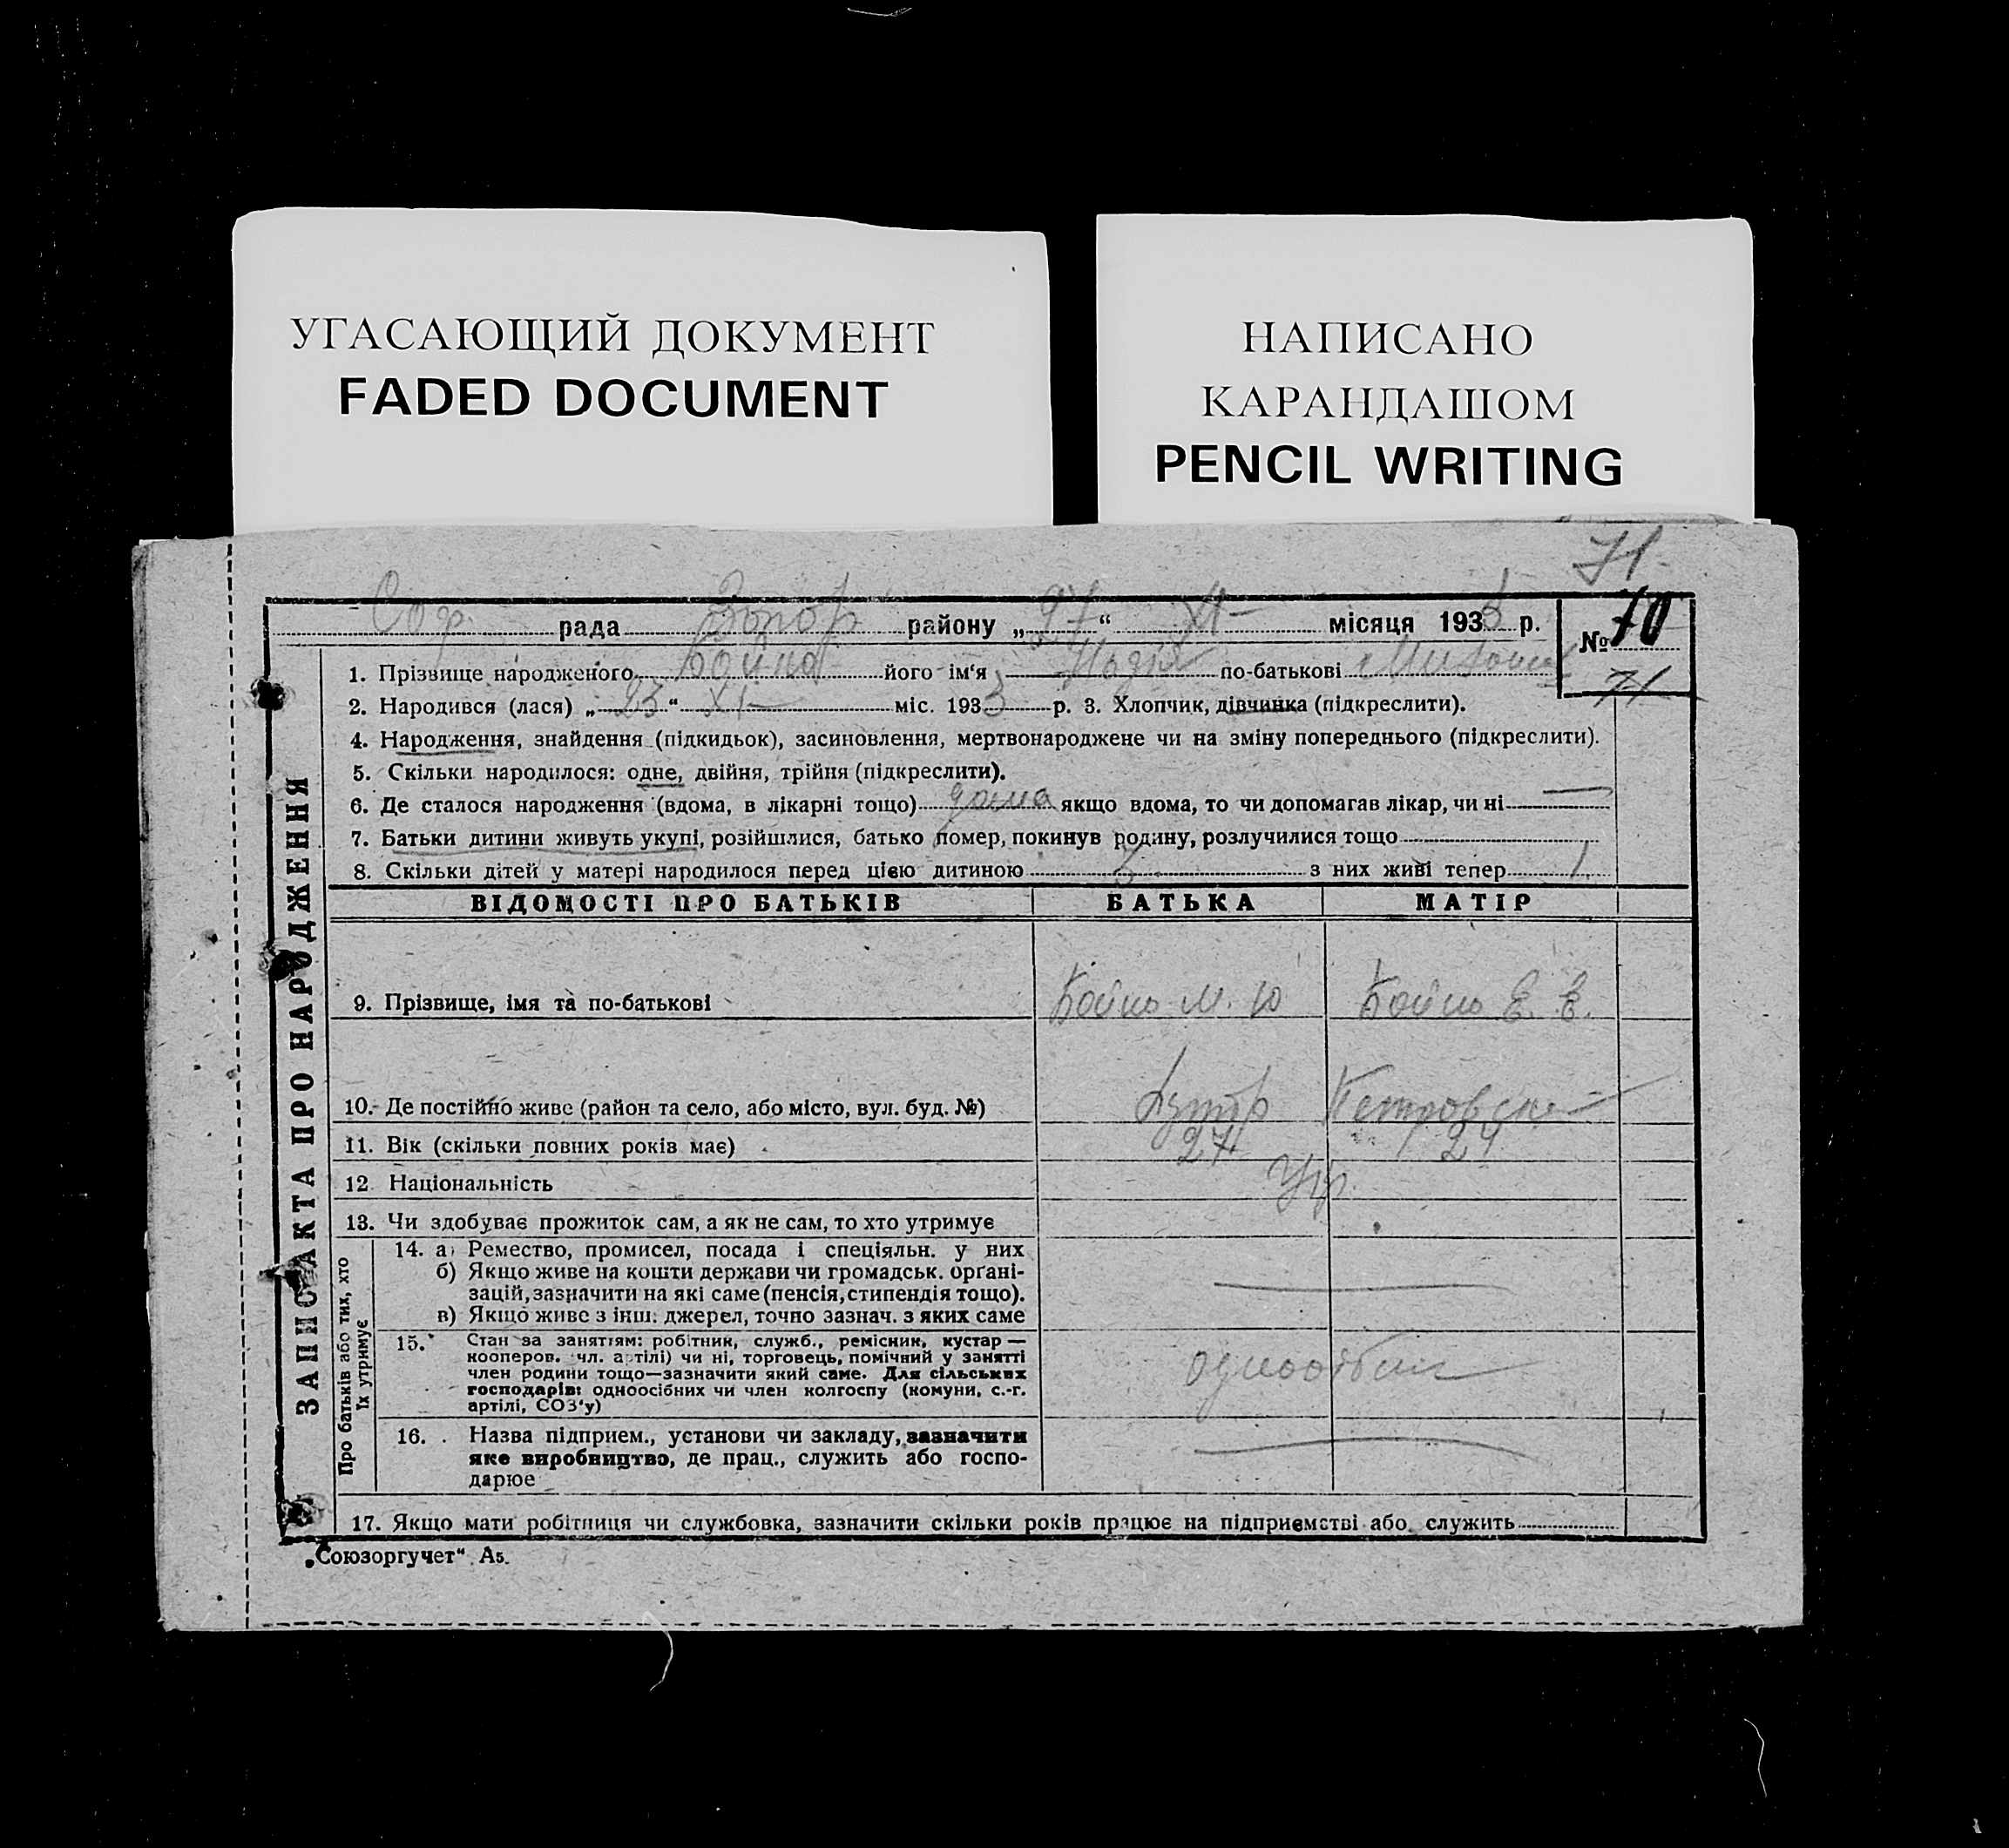 УГАСАЮЩИЙ ДОКУМЕНТ
FADED DOCUMENT
НАПИСАНО
КАРАНДАШОМ
PENCIL WRITING
71
рада району „27“ XI місяця 1933 р. № 70
71
1. Прізвище народженого його ім‘я Надія по-батькові
2. Народився (лася) „23“ XI міс. 1933 р. 3. Хлопчик, дівчинка (підкреслити).
4. Народження, знайдення (підкидьок), засиновлення, мертвонароджене чи на зміну попереднього (підкреслити).
5. Скільки народилося: одне, двійня, трійня (підкреслити).
6. Де сталося народження (вдома, в лікарні тощо) дома якщо вдома, то чи допомагав лікар, чи ні —
7. Батьки дитини живуть укупі, розійшлися, батько помер, покинув родину, розлучилися тощо
8. Скільки дітей у матері народилося перед цією дитиною 3 з них живі тепер 1
ВІДОМОСТІ ПРО БАТЬКІВ БАТЬКА МАТІР
9. Прізвище, імя та по-батькові М. Ю Е. Е.
10. Де постійно живе (район та село, або місто, вул. буд. №)
11. Вік (скільки повних років має) 27 24
12 Національність Укр.
13. Чи здобуває прожиток сам, а як не сам, то хто утримує
14. а) Ремество, промисел, посада і спеціяльн. у них
б) Якщо живе на кошти держави чи громадськ. орґані-
зацій, зазначити на які саме (пенсія, стипендія тощо).
в) Якщо живе з інш. джерел, точно зазнач. з яких саме
15. Стан за заняттям: робітник, служб., ремісник, кустар —
кооперов. чл. артілі) чи ні, торговець, помічний у занятті
член родини тощо—зазначити який саме. Для сільських
господарів: одноосібних чи член колгоспу (комуни, с.-г.
артілі, СОЗ‘у)
16. Назва підприєм., установи чи закладу, зазначити
яке виробництво, де прац., служить або госпо-
дарює
17. Якщо мати робітниця чи службовка, зазначити скільки років працює на підприємстві або служить
ЗАПИС АКТА ПРО НАРОДЖЕННЯ
Про батьків або тих, хто
їх утримує
„Союзоргучет“ А5.